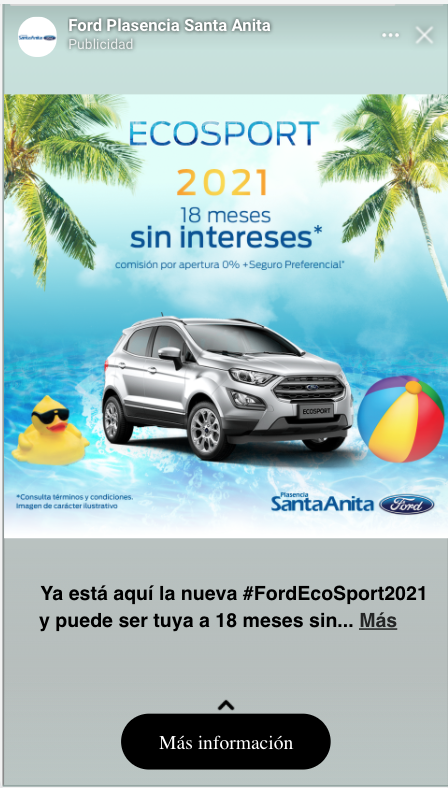 Ford Plasencia Santa Anita
Publicidad
ECOSPORT
2021
18 meses
sin intereses*
comisión por apertura 0% +Seguro Preferencial*
ECOSPORT
*Consulta términos y condiciones.
Imagen de carácter ilustrativo
Plasencia
SantaAnita Ford
Ya está aquí la nueva #FordEcoSport2021
y puede ser tuya a 18 meses sin... Más
Más información